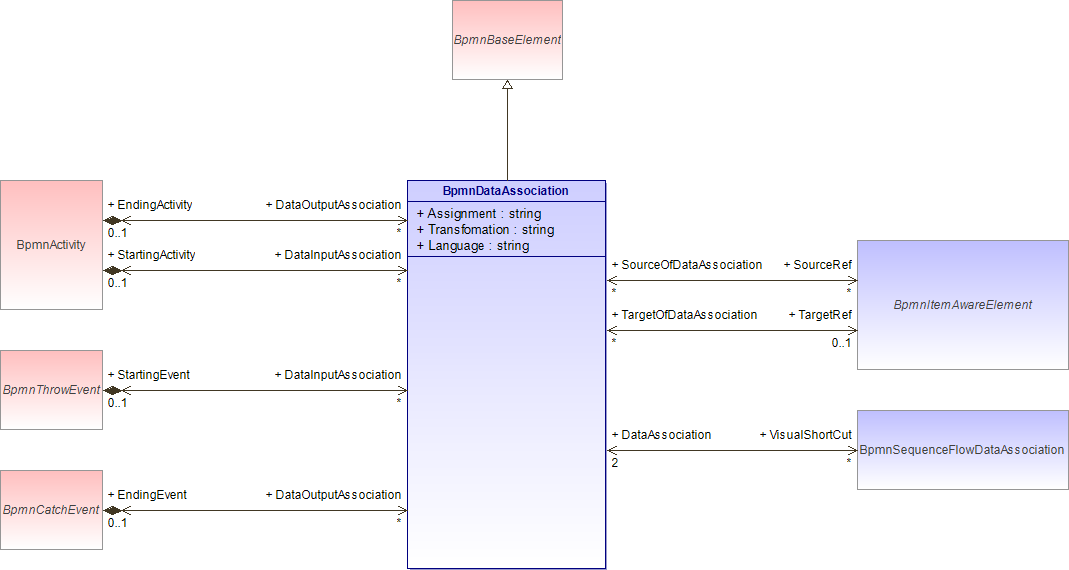 BpmnBaseElement
BpmnDataAssociation
+ Assignment : string
+ Transfomation : string
+ Language : string
BpmnActivity
+ EndingActivity
+ DataOutputAssociation
0..1
*
+ StartingActivity
+ DataInputAssociation
0..1
*
BpmnThrowEvent
+ StartingEvent
+ DataInputAssociation
0..1
*
BpmnCatchEvent
+ EndingEvent
+ DataOutputAssociation
0..1
*
+ SourceOfDataAssociation
+ SourceRef
*
*
+ TargetOfDataAssociation
+ TargetRef
*
0..1
BpmnItemAwareElement
+ DataAssociation
+ VisualShortCut
2
*
BpmnSequenceFlowDataAssociation